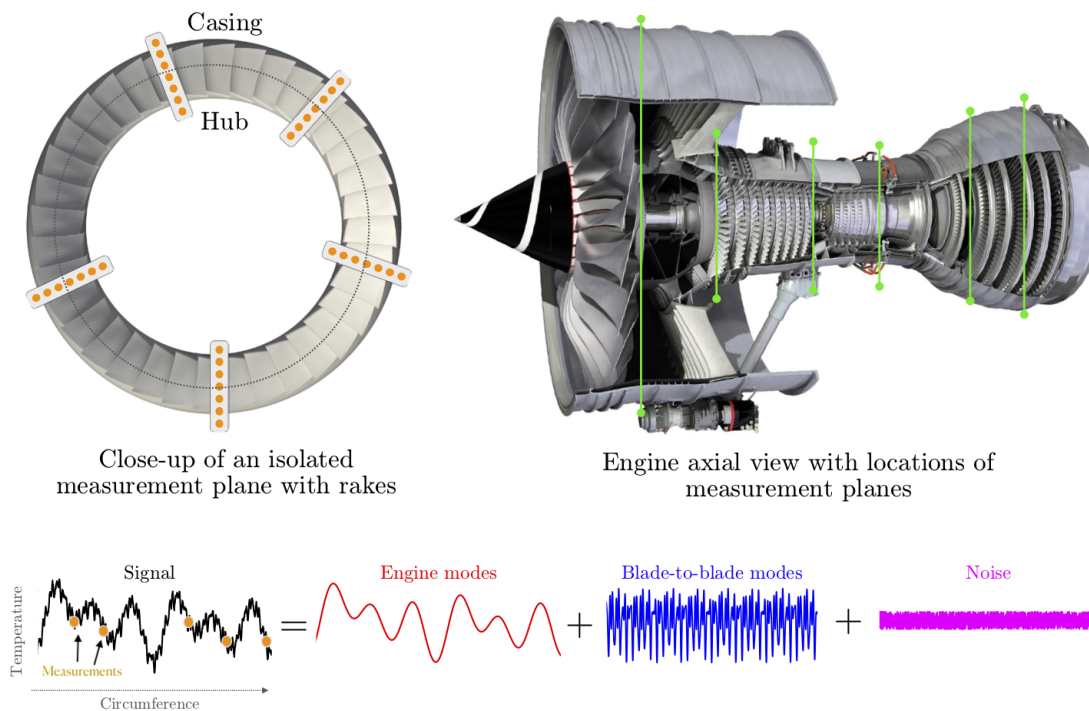 Casing
Hub
Close-up of an isolated
measurement plane with rakes
Engine axial view with locations of
measurement planes
Signal
Engine modes
Blade-to-blade modes
Noise
Temperature
Measurements
=
+
+
Circumference